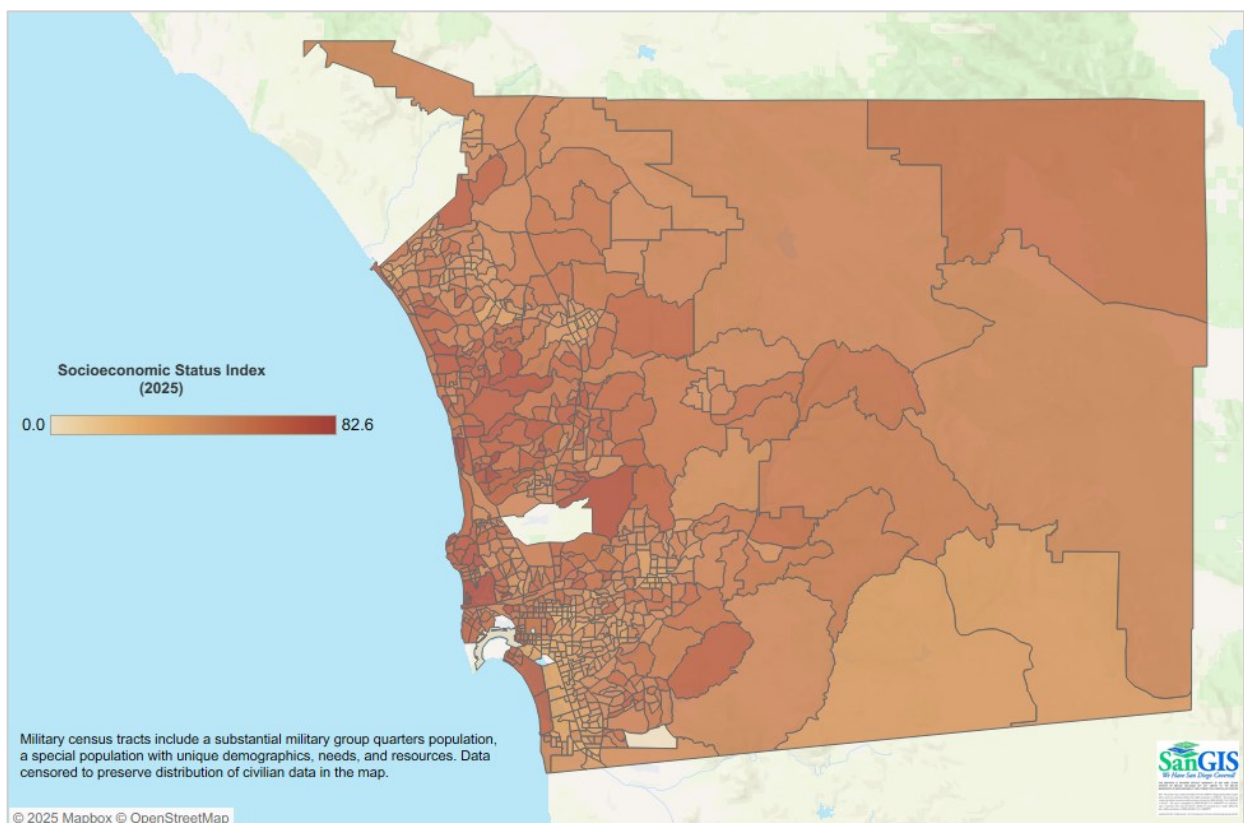 Socioeconomic Status Index
(2025)
0.0
82.6
Military census tracts include a substantial military group quarters population,
a special population with unique demographics, needs, and resources. Data
censored to preserve distribution of civilian data in the map.
SanGIS
We Have San Diego Covered!
© 2025 Mapbox © OpenStreetMap